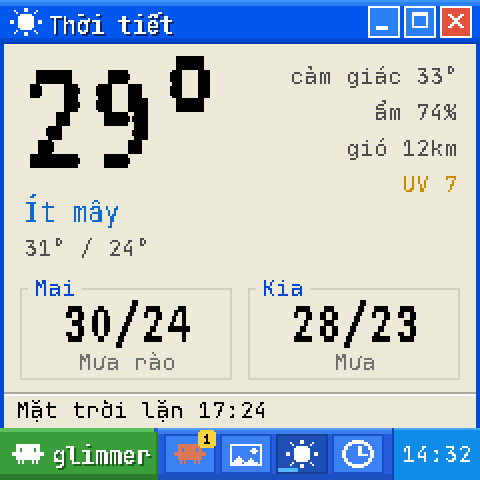 Thời tiết
29°
cảm giác 33°
ẩm 74%
gió 12km
UV 7
Ít mây
31° / 24°
Mai
30/24
Mưa rào
Kia
28/23
Mưa
Mặt trời lặn 17:24
glimmer
1
14:32